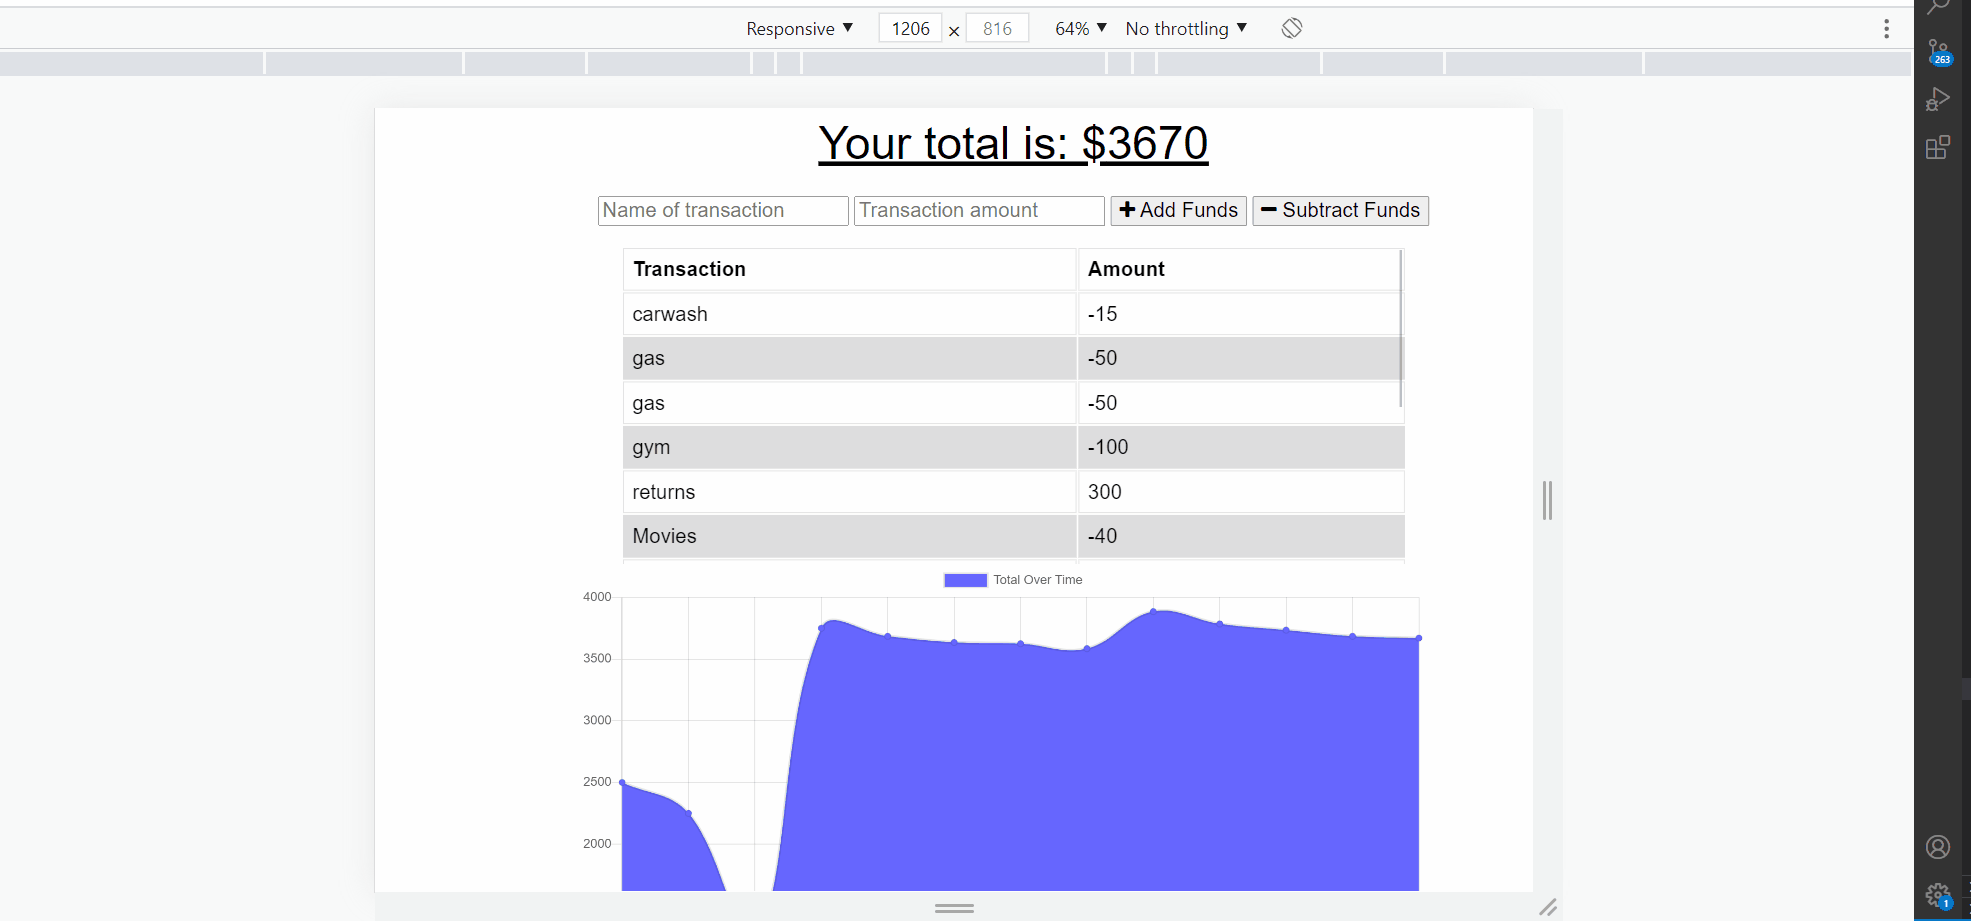 Responsive ▼ 1206 × 816 64% ▼ No throttling ▼
263
Your total is: $3670
Name of transaction Transaction amount + Add Funds − Subtract Funds
Transaction Amount
carwash -15
gas -50
gas -50
gym -100
returns 300
Movies -40
Total Over Time
4000
3500
3000
2500
2000
1